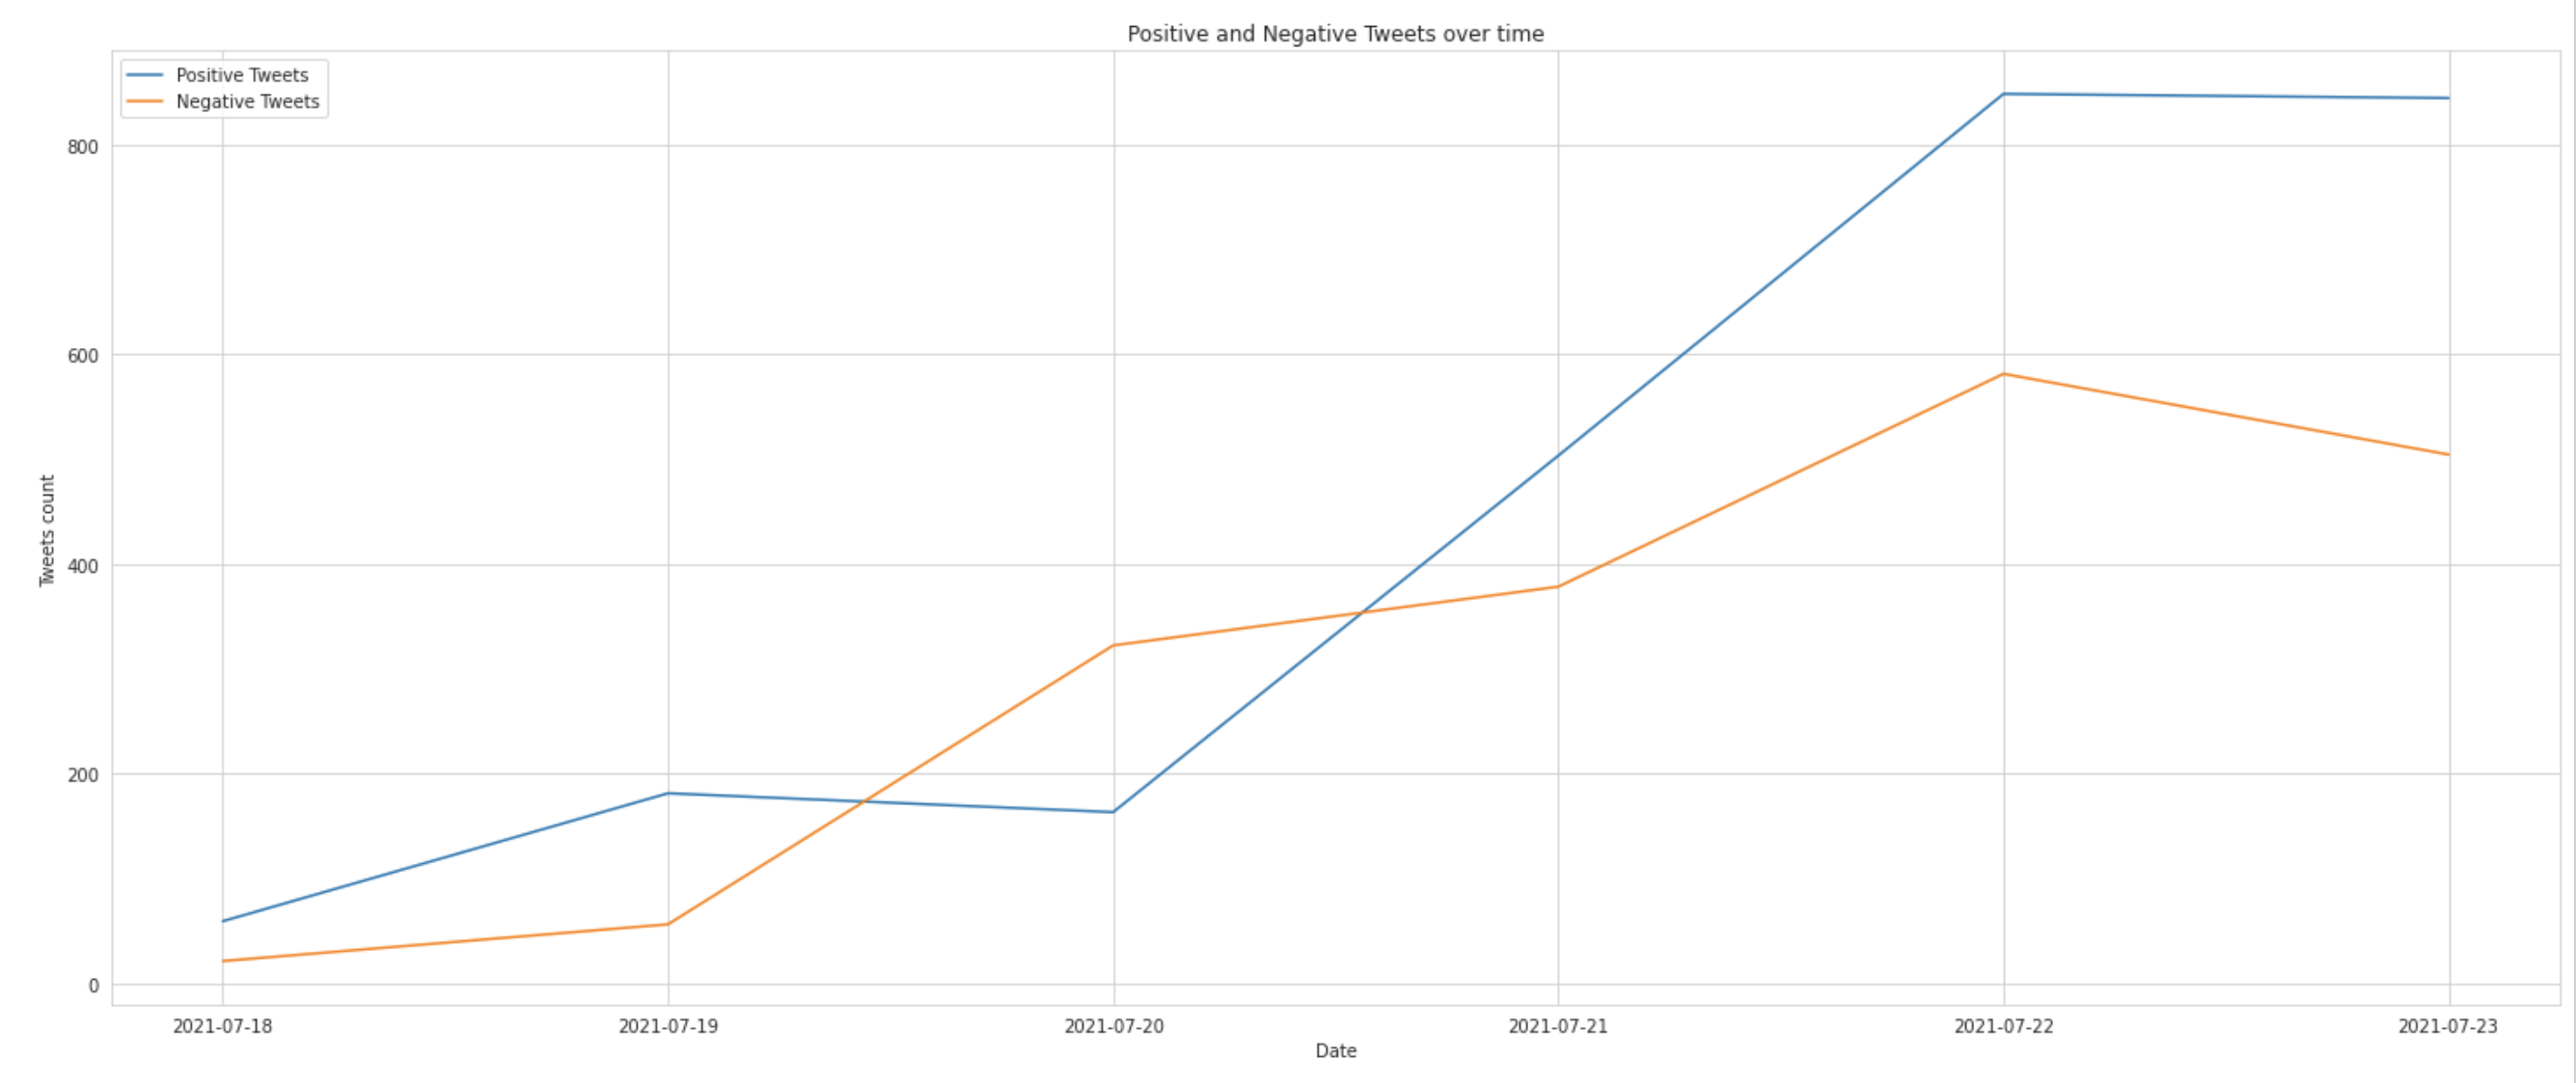 Positive and Negative Tweets over time
Positive Tweets
Negative Tweets
800
600
400
200
0
Tweets count
2021-07-18
2021-07-19
2021-07-20
2021-07-21
2021-07-22
2021-07-23
Date